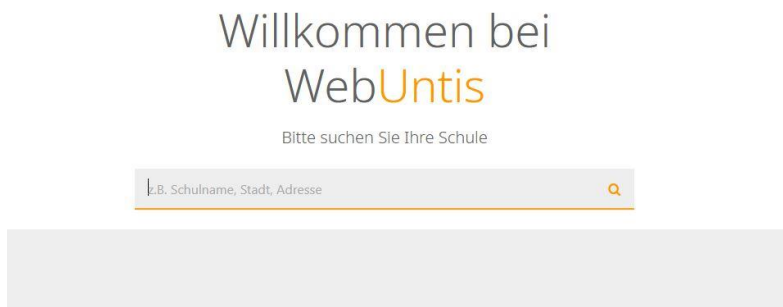 Willkommen bei
WebUntis
Bitte suchen Sie Ihre Schule
z.B. Schulname, Stadt, Adresse